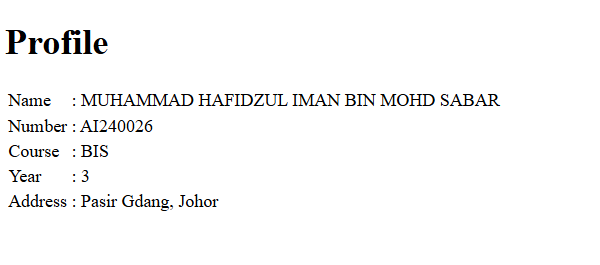 Profile
Name : MUHAMMAD HAFIDZUL IMAN BIN MOHD SABAR
Number : AI240026
Course : BIS
Year : 3
Address : Pasir Gdang, Johor